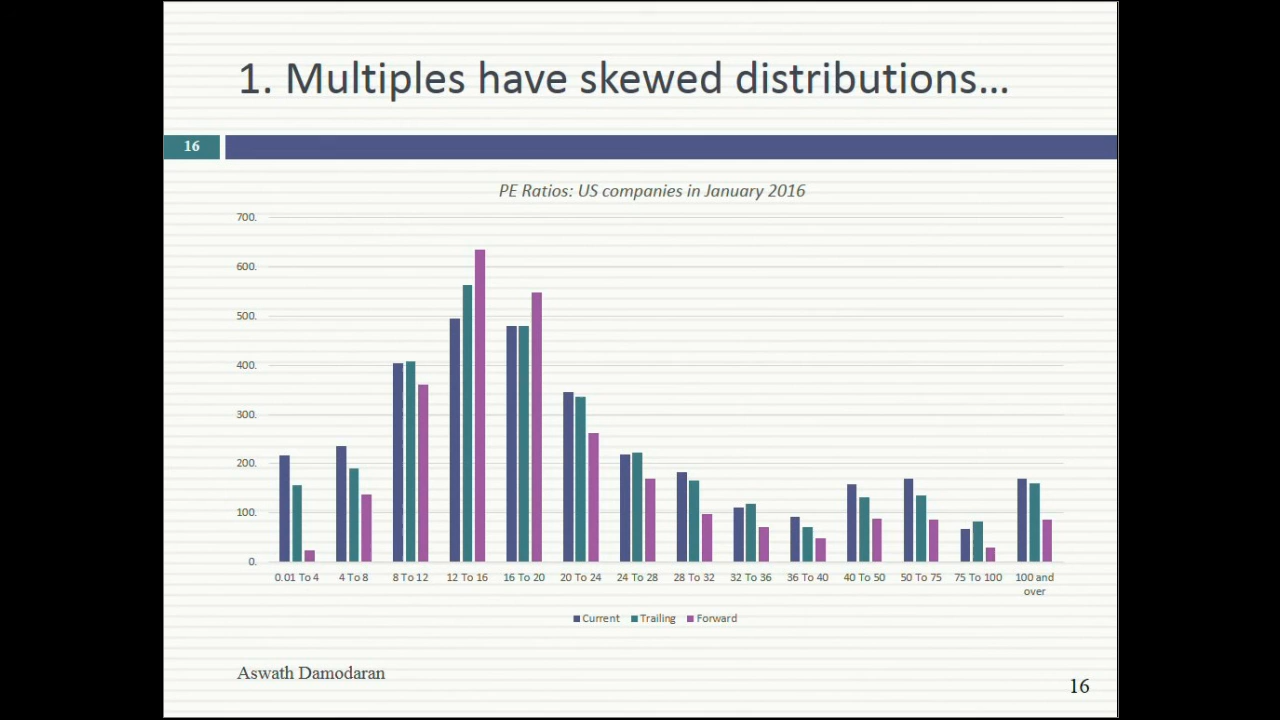 1. Multiples have skewed distributions...
16
PE Ratios: US companies in January 2016
700.
600.
500.
400.
300.
200.
100.
0.
0.01 To 4 4 To 8 8 To 12 12 To 16 16 To 20 20 To 24 24 To 28 28 To 32 32 To 36 36 To 40 40 To 50 50 To 75 75 To 100 100 and
over
Current Trailing Forward
Aswath Damodaran
16